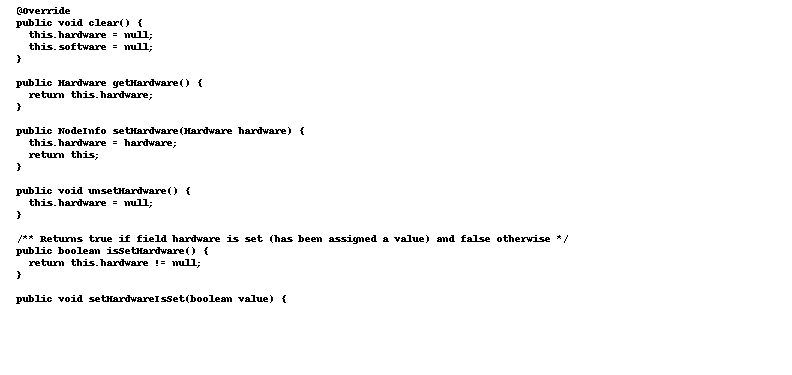 @Override
public void clear() {
  this.hardware = null;
  this.software = null;
}

public Hardware getHardware() {
  return this.hardware;
}

public NodeInfo setHardware(Hardware hardware) {
  this.hardware = hardware;
  return this;
}

public void unsetHardware() {
  this.hardware = null;
}

/** Returns true if field hardware is set (has been assigned a value) and false otherwise */
public boolean isSetHardware() {
  return this.hardware != null;
}

public void setHardwareIsSet(boolean value) {